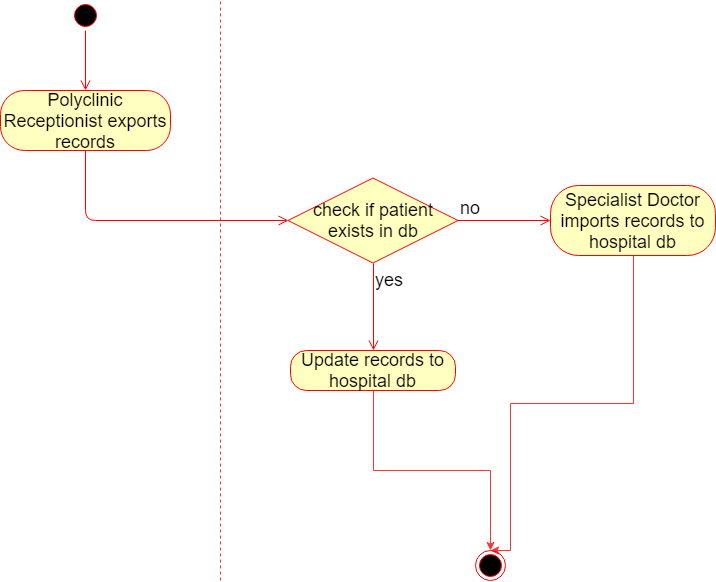 Polyclinic
Receptionist exports
records
check if patient
exists in db
no
Specialist Doctor
imports records to
hospital db
yes
Update records to
hospital db